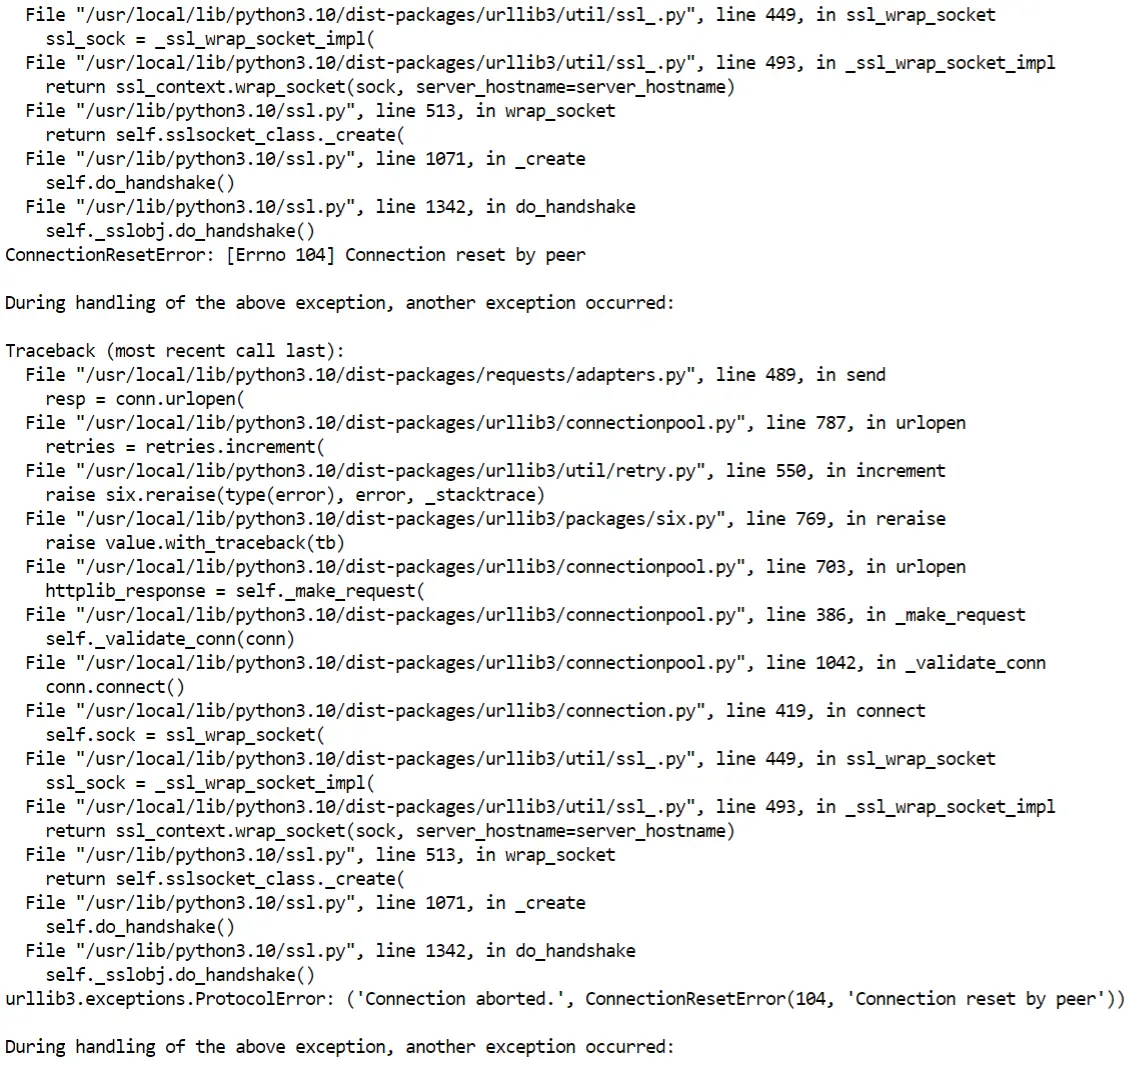 File "/usr/local/lib/python3.10/dist-packages/urllib3/util/ssl_.py", line 449, in ssl_wrap_socket
ssl_sock = _ssl_wrap_socket_impl(
File "/usr/local/lib/python3.10/dist-packages/urllib3/util/ssl_.py", line 493, in _ssl_wrap_socket_impl
return ssl_context.wrap_socket(sock, server_hostname=server_hostname)
File "/usr/lib/python3.10/ssl.py", line 513, in wrap_socket
return self.sslsocket_class._create(
File "/usr/lib/python3.10/ssl.py", line 1071, in _create
self.do_handshake()
File "/usr/lib/python3.10/ssl.py", line 1342, in do_handshake
self._sslobj.do_handshake()
ConnectionResetError: [Errno 104] Connection reset by peer
During handling of the above exception, another exception occurred:
Traceback (most recent call last):
File "/usr/local/lib/python3.10/dist-packages/requests/adapters.py", line 489, in send
resp = conn.urlopen(
File "/usr/local/lib/python3.10/dist-packages/urllib3/connectionpool.py", line 787, in urlopen
retries = retries.increment(
File "/usr/local/lib/python3.10/dist-packages/urllib3/util/retry.py", line 550, in increment
raise six.reraise(type(error), error, _stacktrace)
File "/usr/local/lib/python3.10/dist-packages/urllib3/packages/six.py", line 769, in reraise
raise value.with_traceback(tb)
File "/usr/local/lib/python3.10/dist-packages/urllib3/connectionpool.py", line 703, in urlopen
httplib_response = self._make_request(
File "/usr/local/lib/python3.10/dist-packages/urllib3/connectionpool.py", line 386, in _make_request
self._validate_conn(conn)
File "/usr/local/lib/python3.10/dist-packages/urllib3/connectionpool.py", line 1042, in _validate_conn
conn.connect()
File "/usr/local/lib/python3.10/dist-packages/urllib3/connection.py", line 419, in connect
self.sock = ssl_wrap_socket(
File "/usr/local/lib/python3.10/dist-packages/urllib3/util/ssl_.py", line 449, in ssl_wrap_socket
ssl_sock = _ssl_wrap_socket_impl(
File "/usr/local/lib/python3.10/dist-packages/urllib3/util/ssl_.py", line 493, in _ssl_wrap_socket_impl
return ssl_context.wrap_socket(sock, server_hostname=server_hostname)
File "/usr/lib/python3.10/ssl.py", line 513, in wrap_socket
return self.sslsocket_class._create(
File "/usr/lib/python3.10/ssl.py", line 1071, in _create
self.do_handshake()
File "/usr/lib/python3.10/ssl.py", line 1342, in do_handshake
self._sslobj.do_handshake()
urllib3.exceptions.ProtocolError: ('Connection aborted.', ConnectionResetError(104, 'Connection reset by peer'))
During handling of the above exception, another exception occurred: